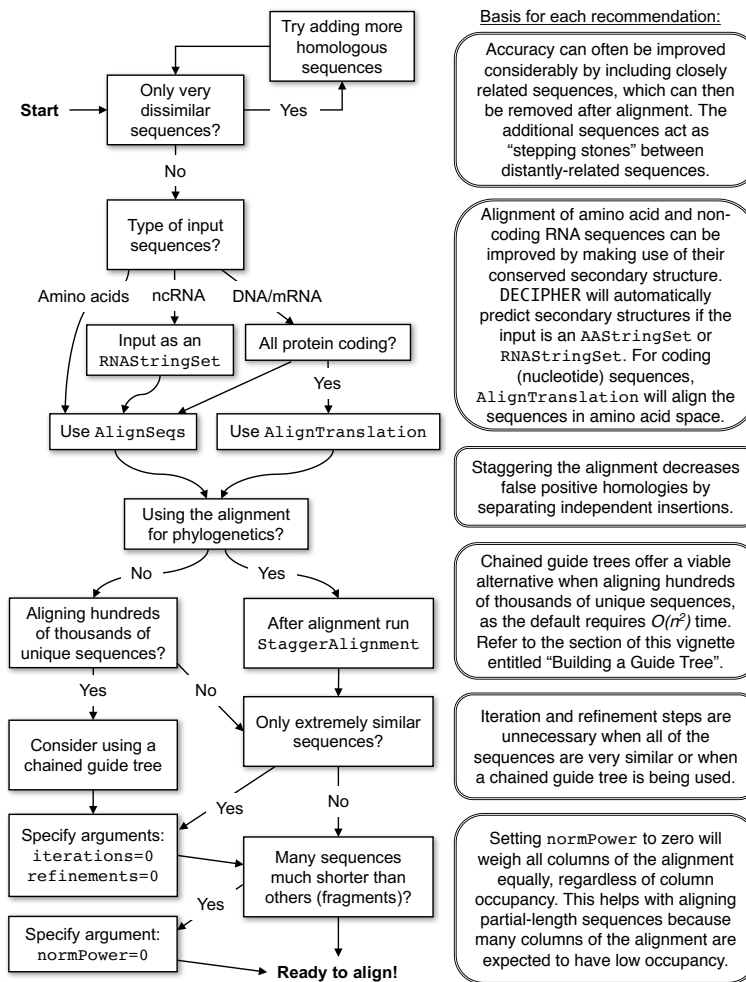 Try adding more
homologous
sequences
Start
Only very
dissimilar
sequences?
Yes
No
Type of input
sequences?
Amino acids
ncRNA
DNA/mRNA
Input as an
RNAStringSet
All protein coding?
Yes
Use AlignSeqs
Use AlignTranslation
Using the alignment
for phylogenetics?
No
Yes
Aligning hundreds
of thousands of
unique sequences?
After alignment run
StaggerAlignment
Yes
No
Consider using a
chained guide tree
Only extremely similar
sequences?
Yes
No
Specify arguments:
iterations=0
refinements=0
Many sequences
much shorter than
others (fragments)?
Yes
Specify argument:
normPower=0
Ready to align!
Basis for each recommendation:
Accuracy can often be improved
considerably by including closely
related sequences, which can then
be removed after alignment. The
additional sequences act as
“stepping stones” between
distantly-related sequences.
Alignment of amino acid and non-
coding RNA sequences can be
improved by making use of their
conserved secondary structure.
DECIPHER will automatically
predict secondary structures if the
input is an AAStringSet or
RNAStringSet. For coding
(nucleotide) sequences,
AlignTranslation will align the
sequences in amino acid space.
Staggering the alignment decreases
false positive homologies by
separating independent insertions.
Chained guide trees offer a viable
alternative when aligning hundreds
of thousands of unique sequences,
as the default requires O(n²) time.
Refer to the section of this vignette
entitled “Building a Guide Tree”.
Iteration and refinement steps are
unnecessary when all of the
sequences are very similar or when
a chained guide tree is being used.
Setting normPower to zero will
weigh all columns of the alignment
equally, regardless of column
occupancy. This helps with aligning
partial-length sequences because
many columns of the alignment are
expected to have low occupancy.